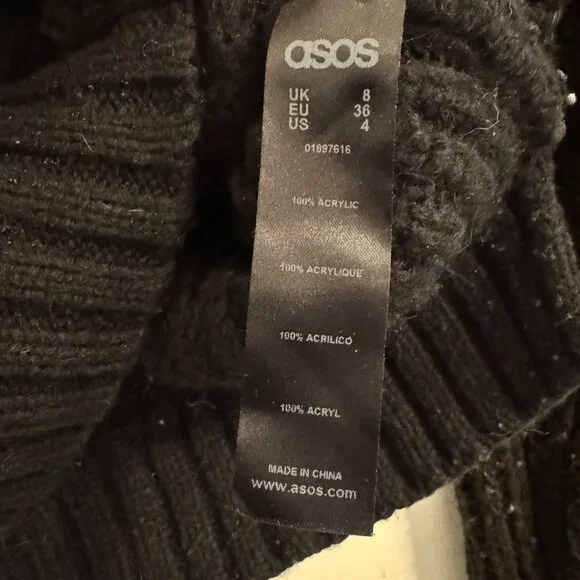 asos
UK 8
EU 36
US 4
01897616
100% ACRYLIC
100% ACRYLIQUE
100% ACRILICO
100% ACRYL
MADE IN CHINA
www.asos.com